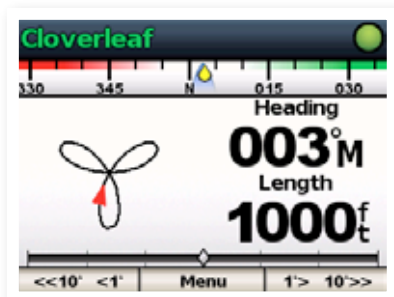 Cloverleaf
330 345 N 015 030
Heading
003°M
Length
1000ft
<<10° <1° Menu 1°> 10°>>